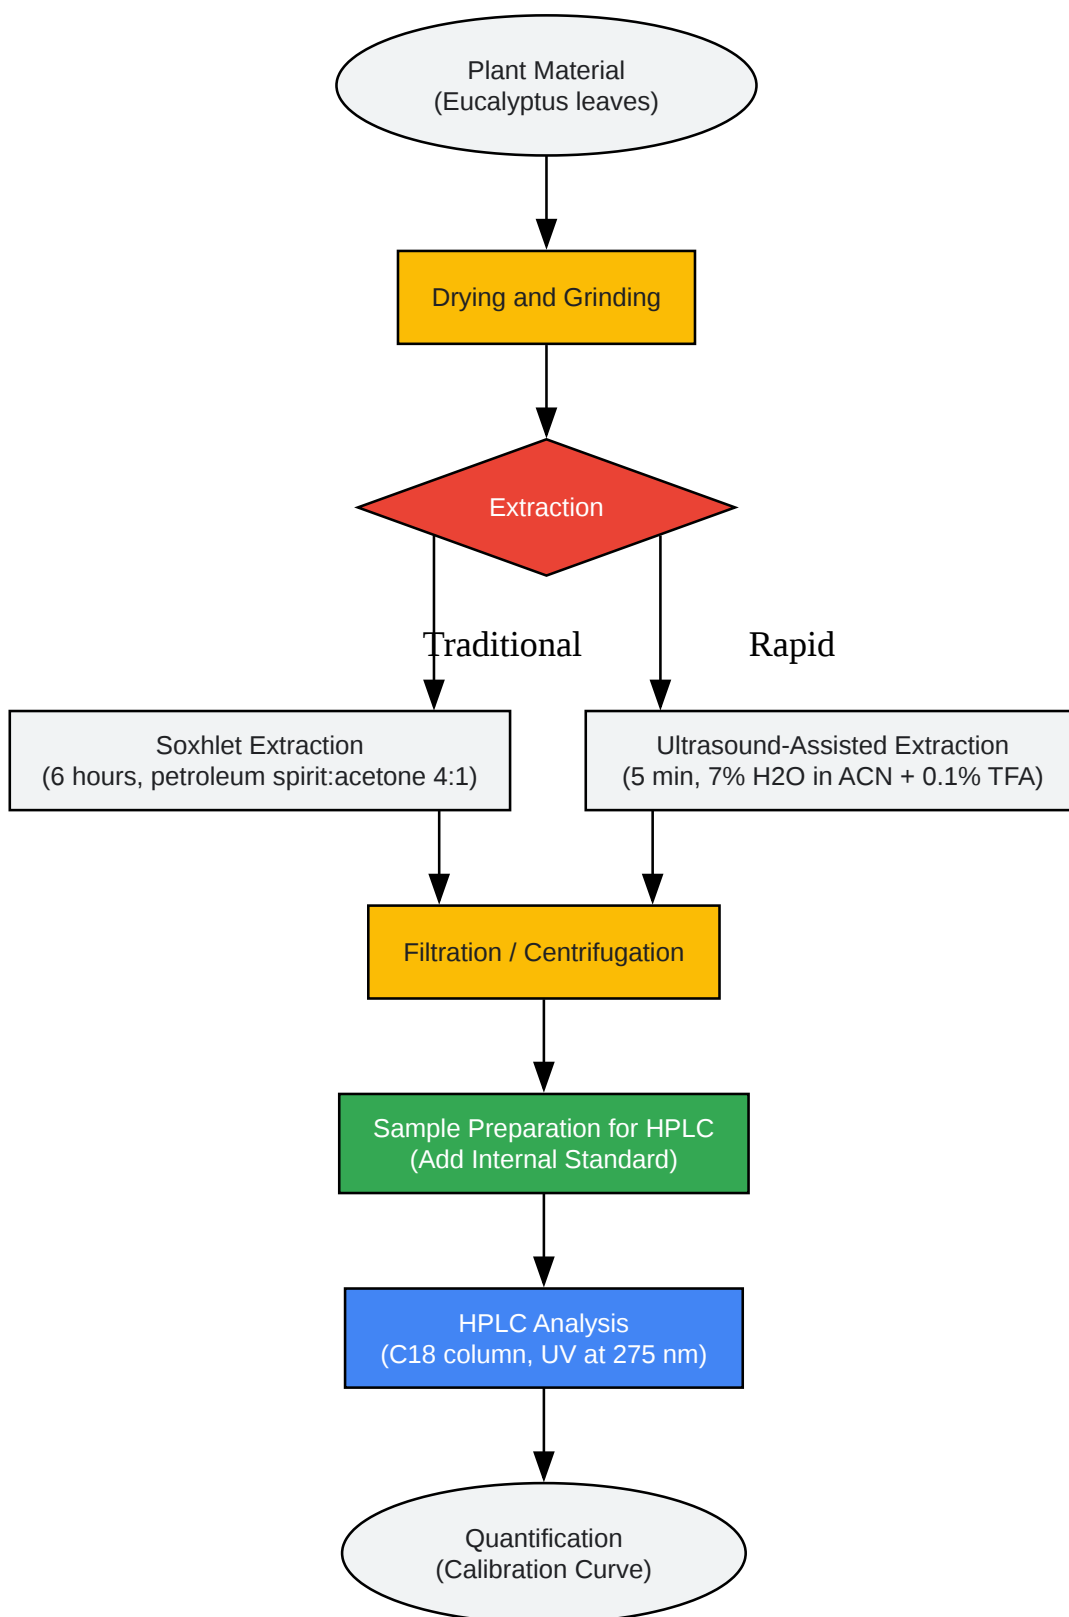 Plant Material
(Eucalyptus leaves)
Drying and Grinding
Extraction
Traditional
Rapid
Soxhlet Extraction
(6 hours, petroleum spirit:acetone 4:1)
Ultrasound-Assisted Extraction
(5 min, 7% H2O in ACN + 0.1% TFA)
Filtration / Centrifugation
Sample Preparation for HPLC
(Add Internal Standard)
HPLC Analysis
(C18 column, UV at 275 nm)
Quantification
(Calibration Curve)